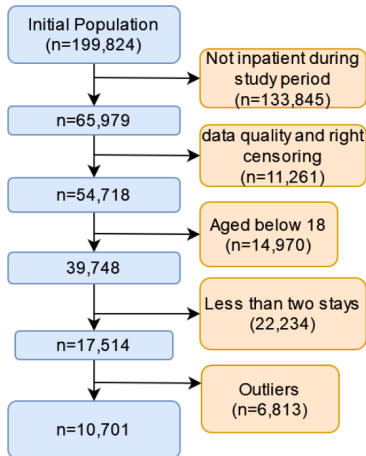 Initial Population
(n=199,824)
Not inpatient during
study period
(n=133,845)
n=65,979
data quality and right
censoring
(n=11,261)
n=54,718
Aged below 18
(n=14,970)
39,748
Less than two stays
(22,234)
n=17,514
Outliers
(n=6,813)
n=10,701